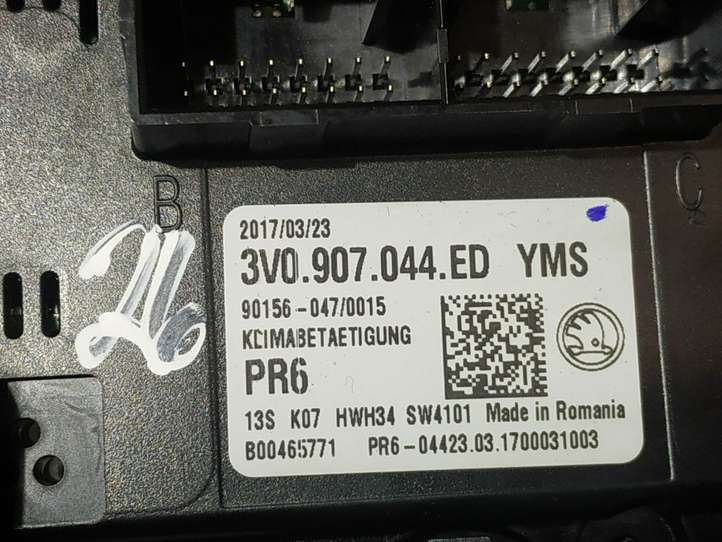 B
C
26
2017/03/23
3V0.907.044.ED YMS
90156-047/0015
KLIMABETAETIGUNG
PR6
13S K07 HWH34 SW4101 Made in Romania
B00465771 PR6-04423.03.1700031003